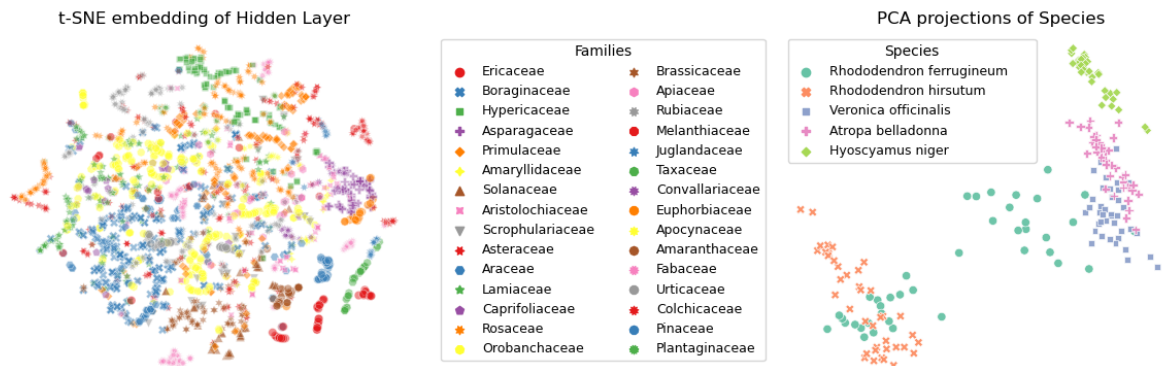 t-SNE embedding of Hidden Layer
Families
Ericaceae
Boraginaceae
Hypericaceae
Asparagaceae
Primulaceae
Amaryllidaceae
Solanaceae
Aristolochiaceae
Scrophulariaceae
Asteraceae
Araceae
Lamiaceae
Caprifoliaceae
Rosaceae
Orobanchaceae
Brassicaceae
Apiaceae
Rubiaceae
Melanthiaceae
Juglandaceae
Taxaceae
Convallariaceae
Euphorbiaceae
Apocynaceae
Amaranthaceae
Fabaceae
Urticaceae
Colchicaceae
Pinaceae
Plantaginaceae
PCA projections of Species
Species
Rhododendron ferrugineum
Rhododendron hirsutum
Veronica officinalis
Atropa belladonna
Hyoscyamus niger